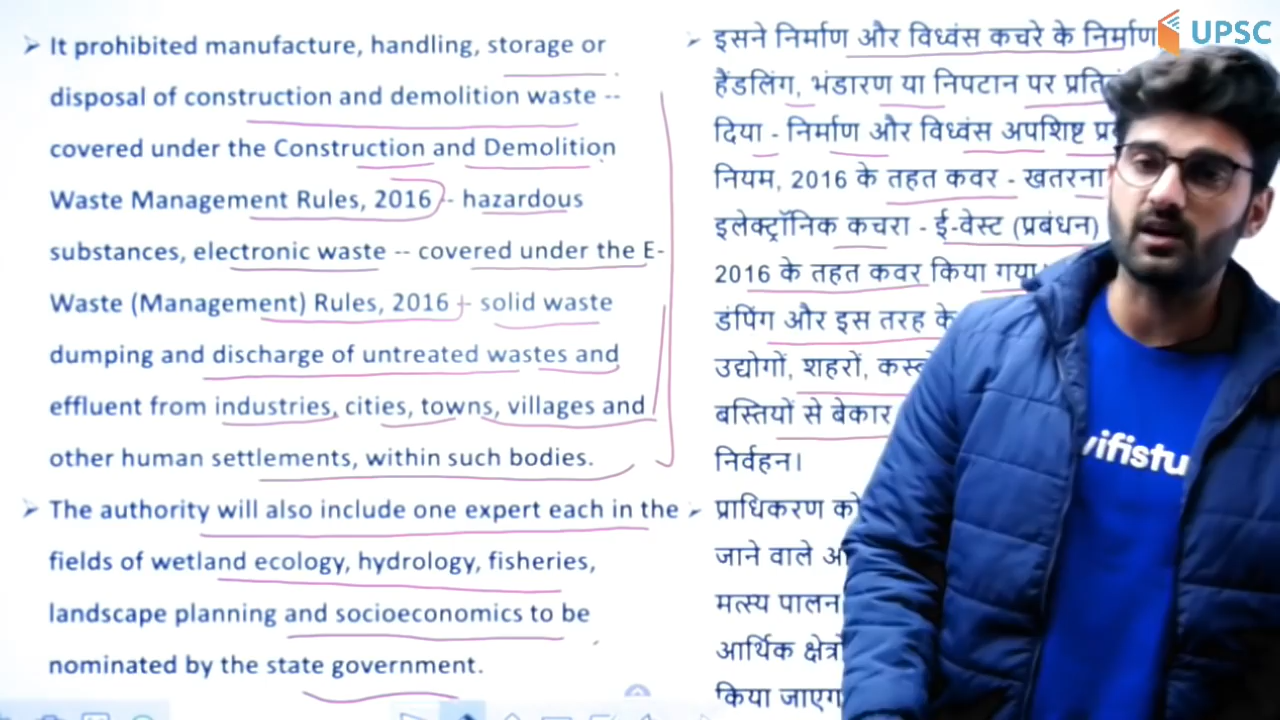 It prohibited manufacture, handling, storage or
disposal of construction and demolition waste --
covered under the Construction and Demolition
Waste Management Rules, 2016 -- hazardous
substances, electronic waste -- covered under the E-
Waste (Management) Rules, 2016 -- solid waste
dumping and discharge of untreated wastes and
effluent from industries, cities, towns, villages and
other human settlements, within such bodies.
The authority will also include one expert each in the
fields of wetland ecology, hydrology, fisheries,
landscape planning and socioeconomics to be
nominated by the state government.
इसने निर्माण और विध्वंस कचरे के निर्माण
हैंडलिंग, भंडारण या निपटान पर
दिया - निर्माण और विध्वंस अपशिष्ट
नियम, 2016 के तहत कवर -
इलेक्ट्रॉनिक कचरा - ई-वेस्ट (प्रबंधन)
2016 के तहत कवर किया गया
डंपिंग और इस तरह के
उद्योगों, शहरों,
बस्तियों से बेकार
निर्वहन।
प्राधिकरण को
जाने वाले
मत्स्य पालन
आर्थिक
किया
UPSC
vifistu